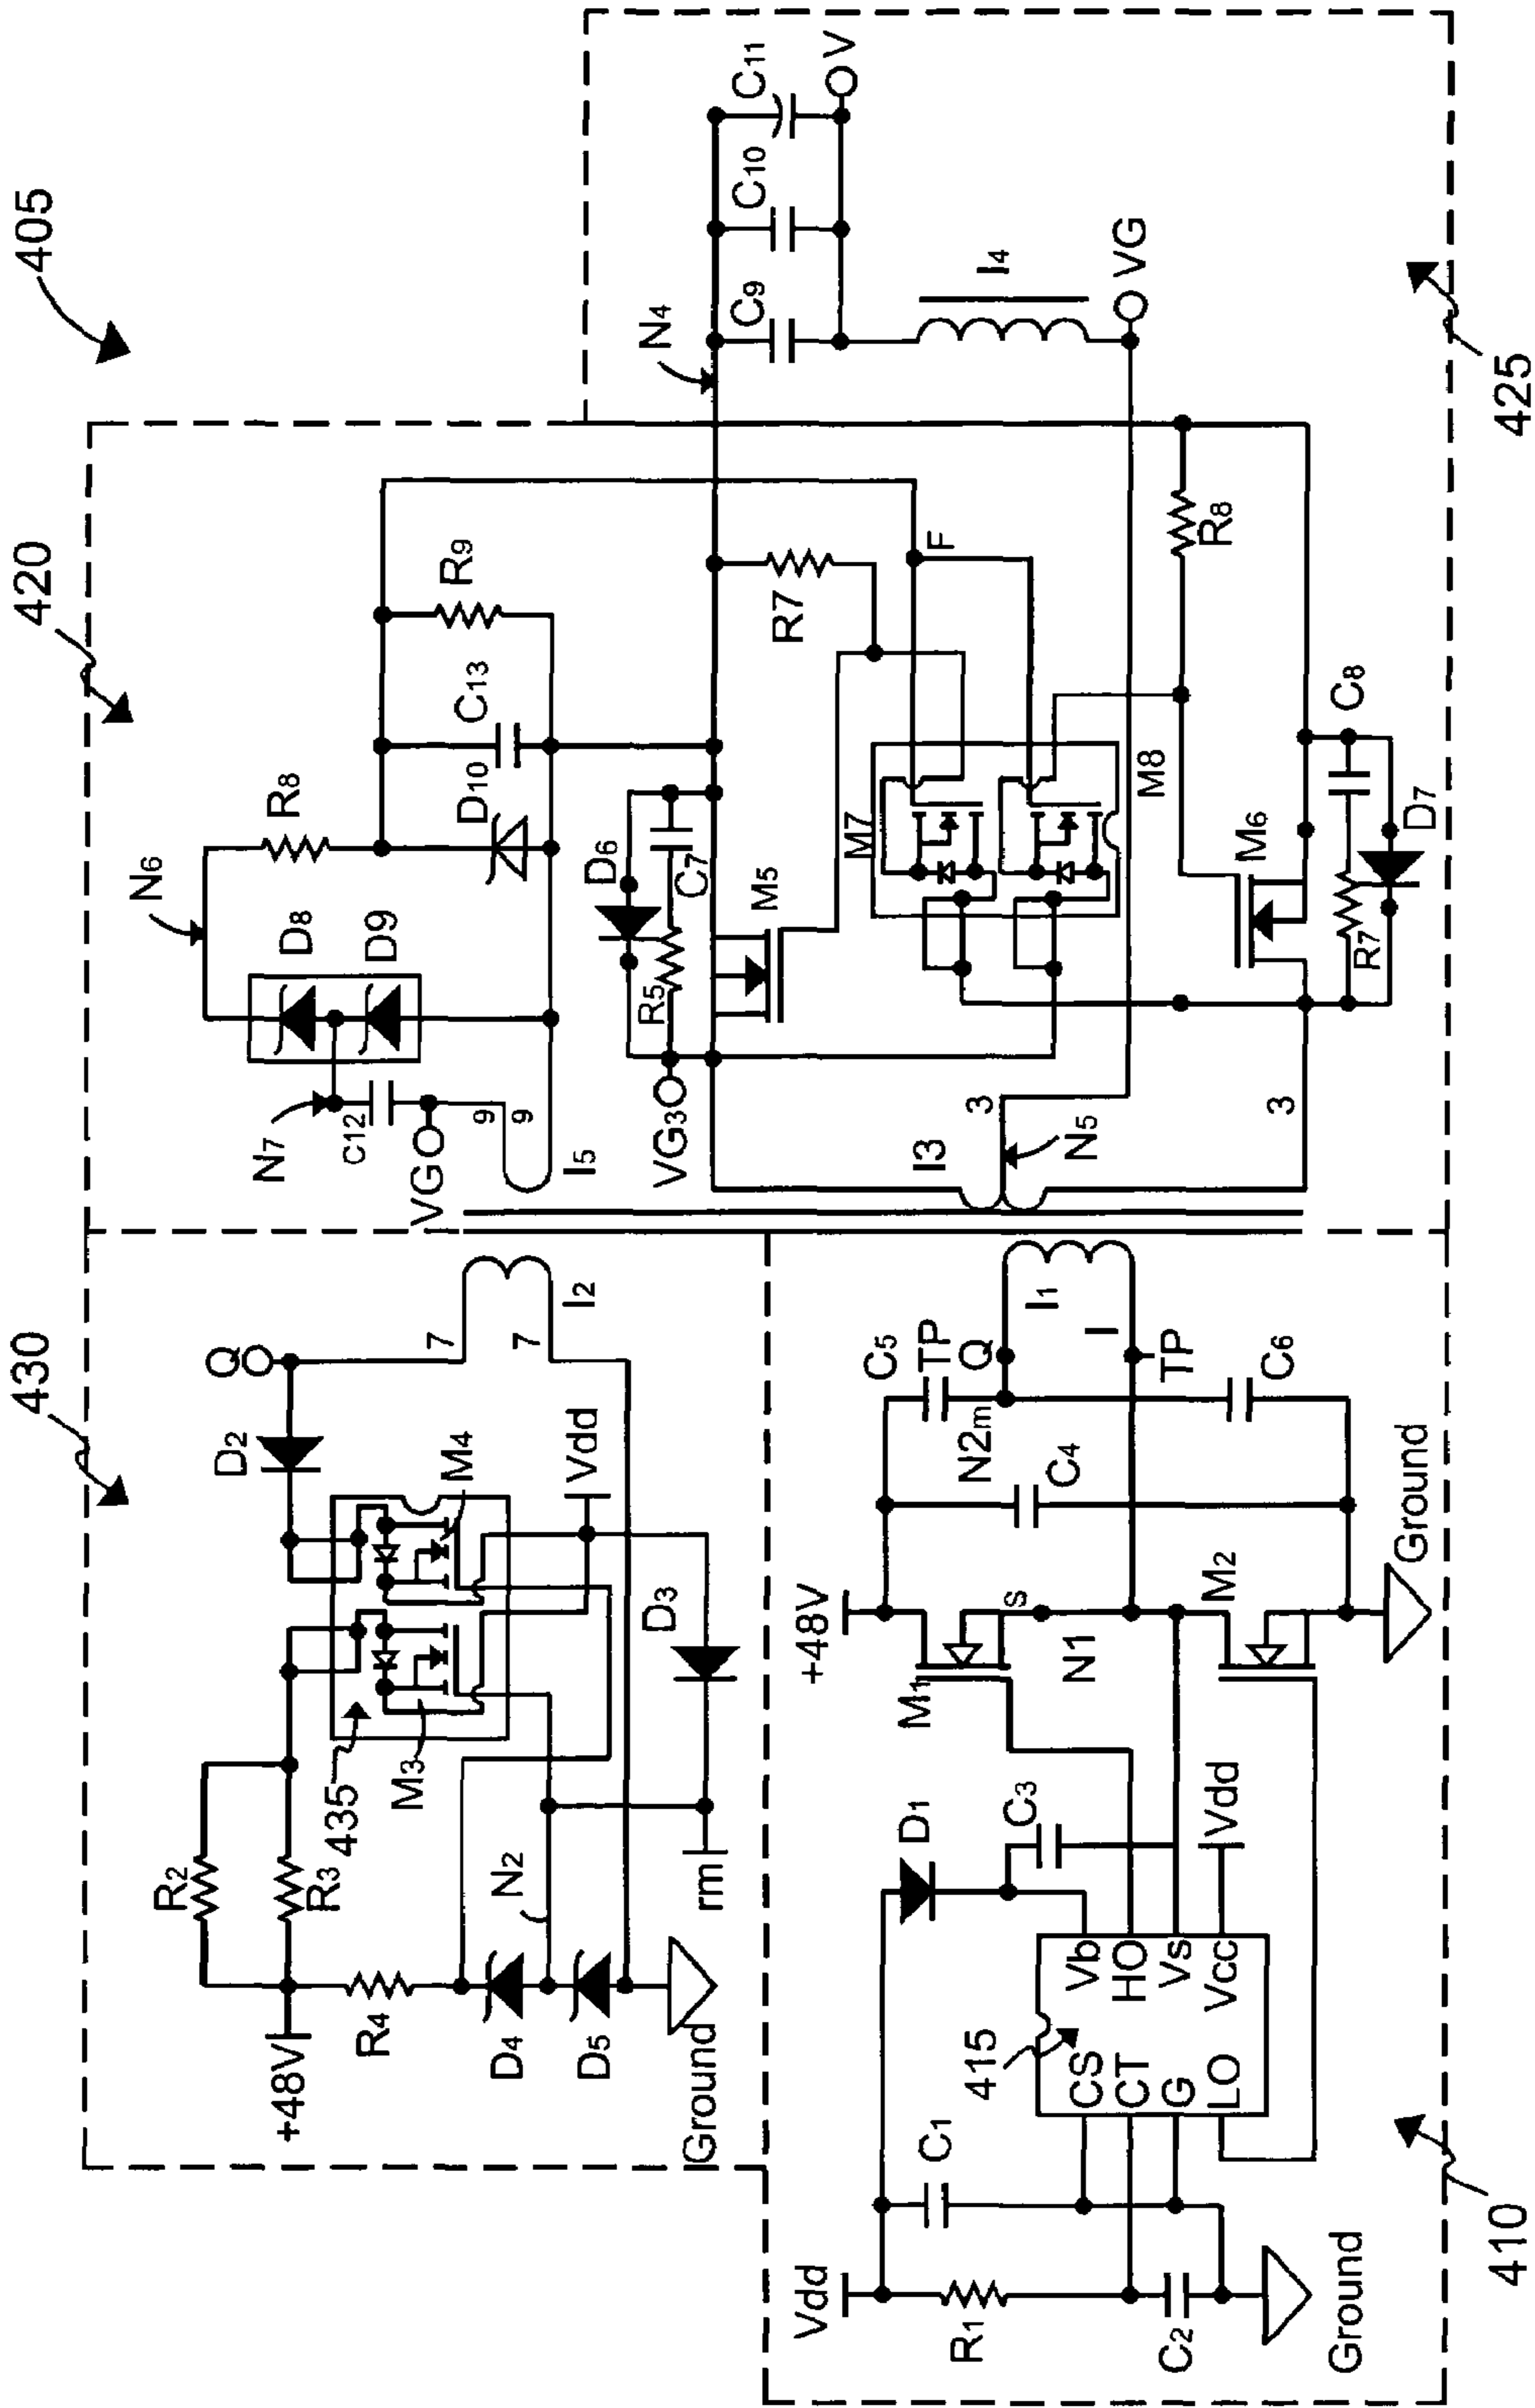 405
420
430
425
410
N6
R8
R9
D8
D9
D10
C13
N7
C12
VG
9
9
I5
N4
C9
C10
C11
V
I4
VG
D6
C7
R5
VG3
M5
R7
F
M7
M8
R8
I3
3
N5
3
M6
C8
R7
D7
Q
7
7
I2
D2
M4
Vdd
435
M3
D3
rm
R2
R3
+48V
R4
N2
D4
D5
Ground
C5
TP
Q
I1
I
TP
N2m
C4
C6
+48V
M1
s
N1
M2
Ground
D1
C3
Vdd
415
Vb
HO
Vs
Vcc
CS
CT
G
LO
C1
Vdd
R1
C2
Ground